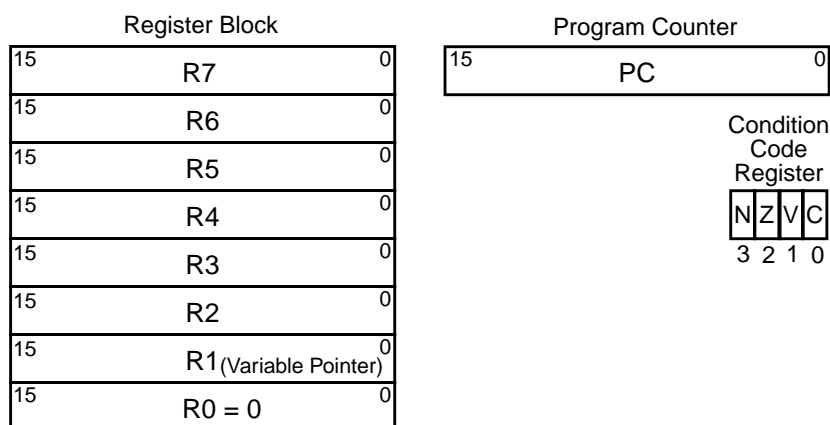 Register Block
15 R7 0
15 R6 0
15 R5 0
15 R4 0
15 R3 0
15 R2 0
15 R1(Variable Pointer) 0
15 R0 = 0 0
Program Counter
15 PC 0
Condition
Code
Register
N Z V C
3 2 1 0